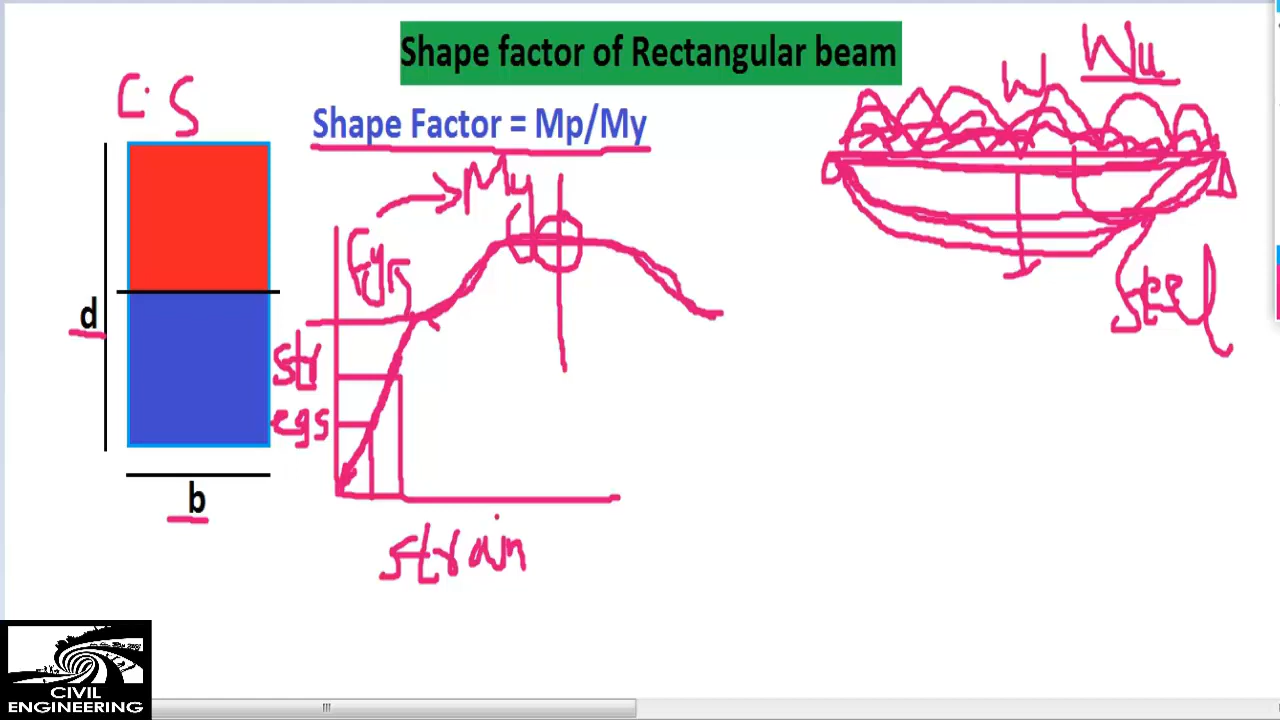 Shape factor of Rectangular beam
Wu
W
C.S
Shape Factor = Mp/My
My
Fy
d
str
ess
steel
b
strain
CIVIL
ENGINEERING